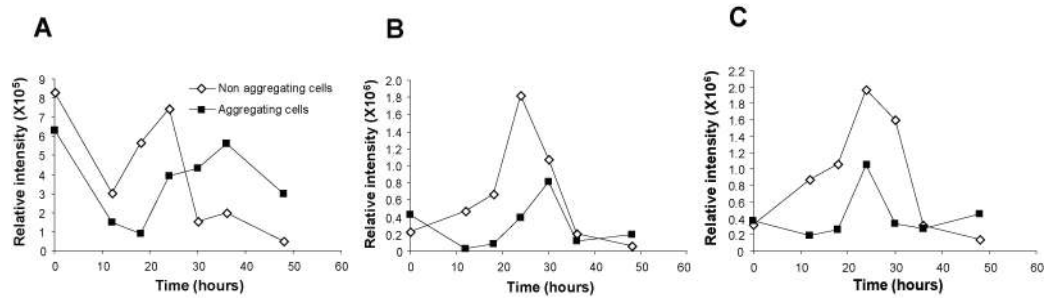 A
Relative intensity (X10⁵)
9
8
7
6
5
4
3
2
1
0
Non aggregating cells
Aggregating cells
0 10 20 30 40 50 60
Time (hours)
B
Relative intensity (X10⁶)
2.0
1.8
1.6
1.4
1.2
1.0
0.8
0.6
0.4
0.2
0
0 10 20 30 40 50 60
Time (hours)
C
Relative intensity (X10⁶)
2.2
2.0
1.8
1.6
1.4
1.2
1.0
0.8
0.6
0.4
0.2
0
0 10 20 30 40 50 60
Time (hours)